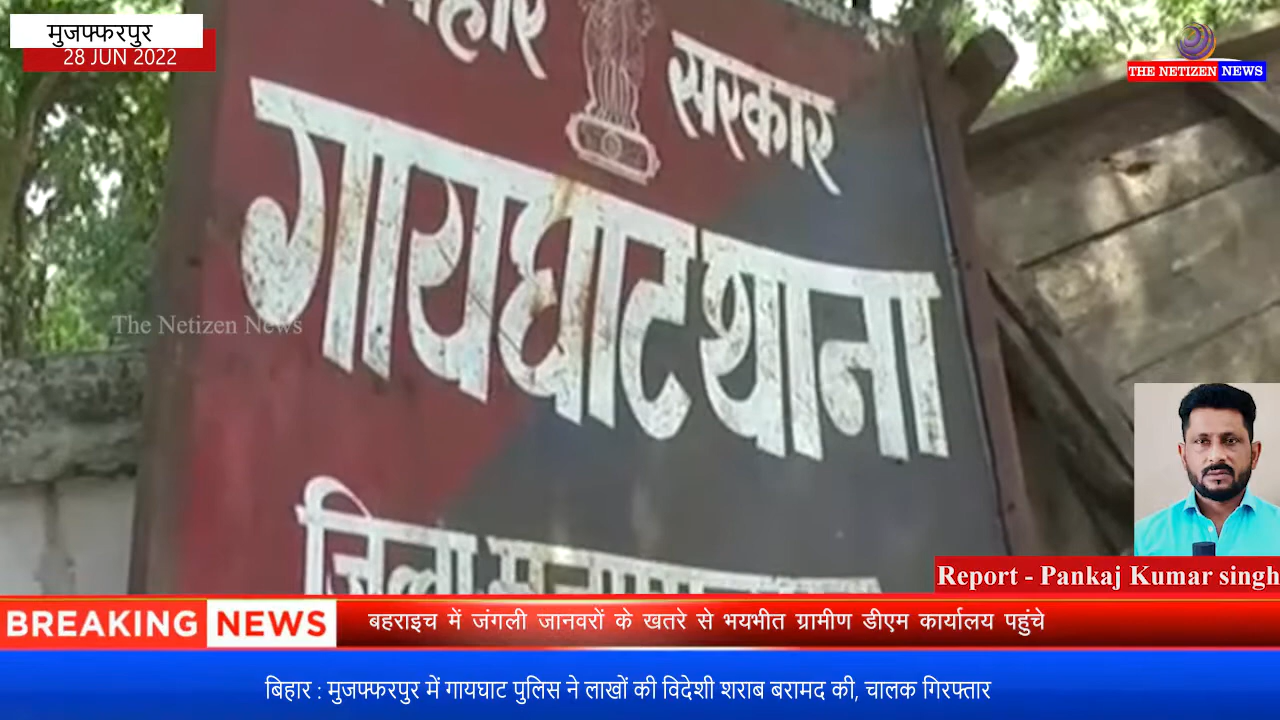 मुजफ्फरपुर
28 JUN 2022
THE NETIZEN NEWS
सरकार
गायघाट थाना
The Netizen News
जिला
Report - Pankaj Kumar singh
BREAKING NEWS
बहराइच में जंगली जानवरों के खतरे से भयभीत ग्रामीण डीएम कार्यालय पहुंचे
बिहार : मुजफ्फरपुर में गायघाट पुलिस ने लाखों की विदेशी शराब बरामद की, चालक गिरफ्तार